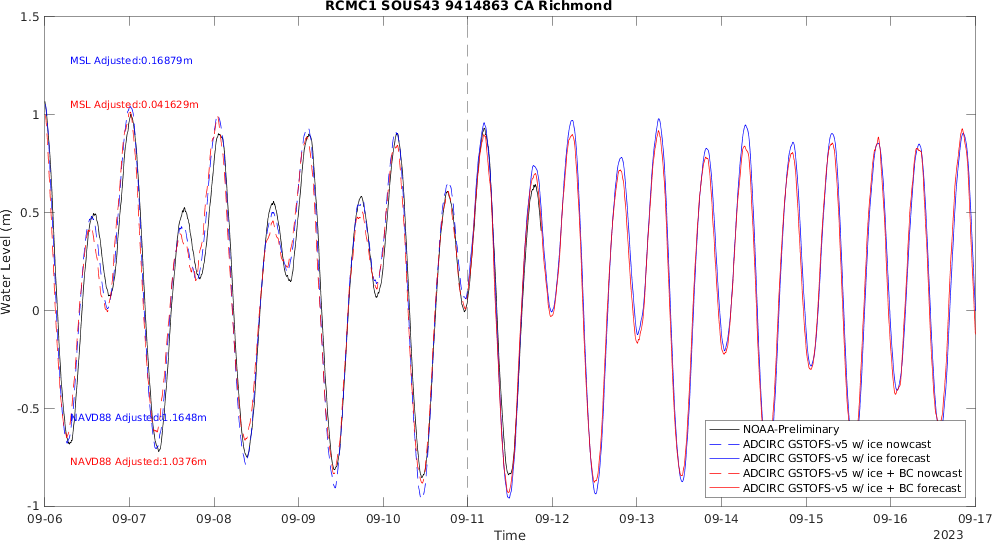 RCMC1 SOUS43 9414863 CA Richmond
1.5
1
0.5
0
-0.5
-1
Water Level (m)
MSL Adjusted:0.16879m
MSL Adjusted:0.041629m
NAVD88 Adjusted:1.1648m
NAVD88 Adjusted:1.0376m
NOAA-Preliminary
ADCIRC GSTOFS-v5 w/ ice nowcast
ADCIRC GSTOFS-v5 w/ ice forecast
ADCIRC GSTOFS-v5 w/ ice + BC nowcast
ADCIRC GSTOFS-v5 w/ ice + BC forecast
09-06 09-07 09-08 09-09 09-10 09-11 09-12 09-13 09-14 09-15 09-16 09-17
Time
2023